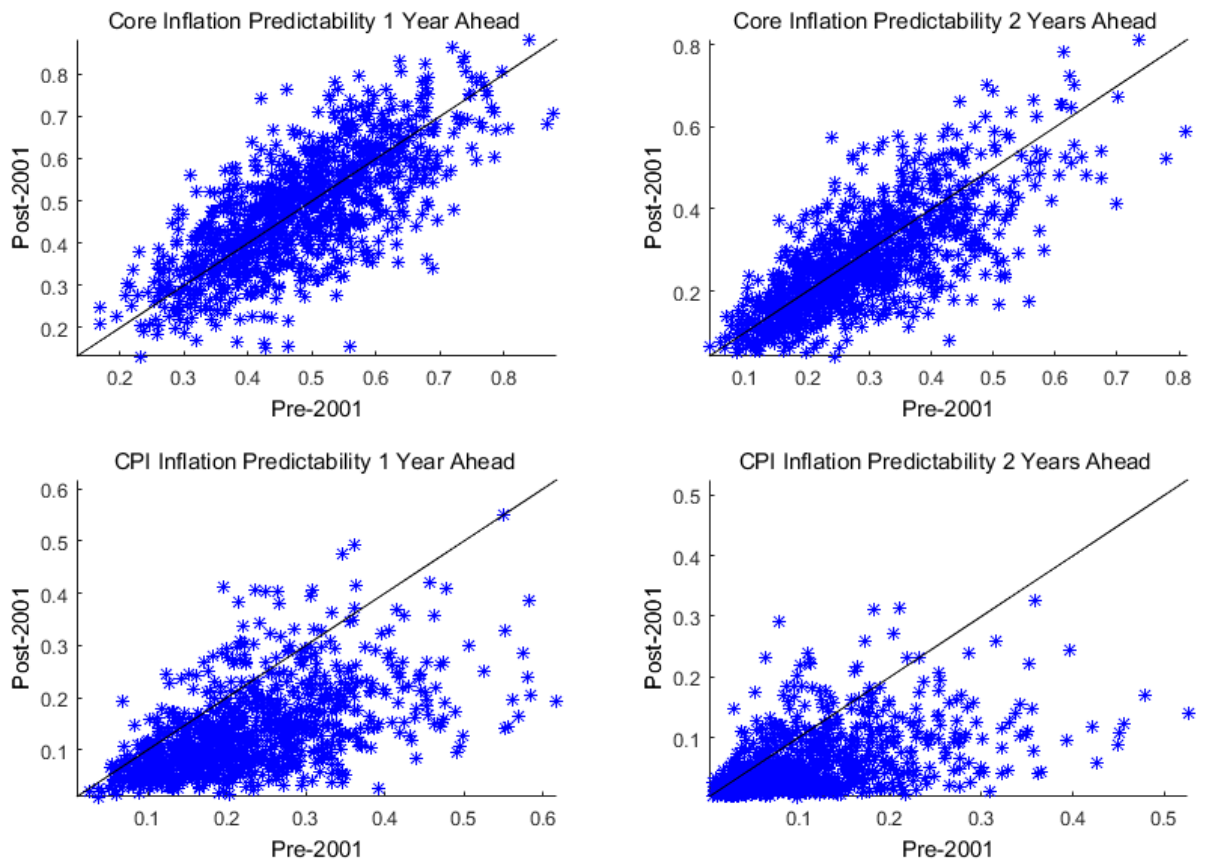 Core Inflation Predictability 1 Year Ahead
0.8
0.7
0.6
0.5
0.4
0.3
0.2
Post-2001
0.2 0.3 0.4 0.5 0.6 0.7 0.8
Pre-2001
Core Inflation Predictability 2 Years Ahead
0.8
0.6
0.4
0.2
Post-2001
0.1 0.2 0.3 0.4 0.5 0.6 0.7 0.8
Pre-2001
CPI Inflation Predictability 1 Year Ahead
0.6
0.5
0.4
0.3
0.2
0.1
Post-2001
0.1 0.2 0.3 0.4 0.5 0.6
Pre-2001
CPI Inflation Predictability 2 Years Ahead
0.5
0.4
0.3
0.2
0.1
Post-2001
0.1 0.2 0.3 0.4 0.5
Pre-2001